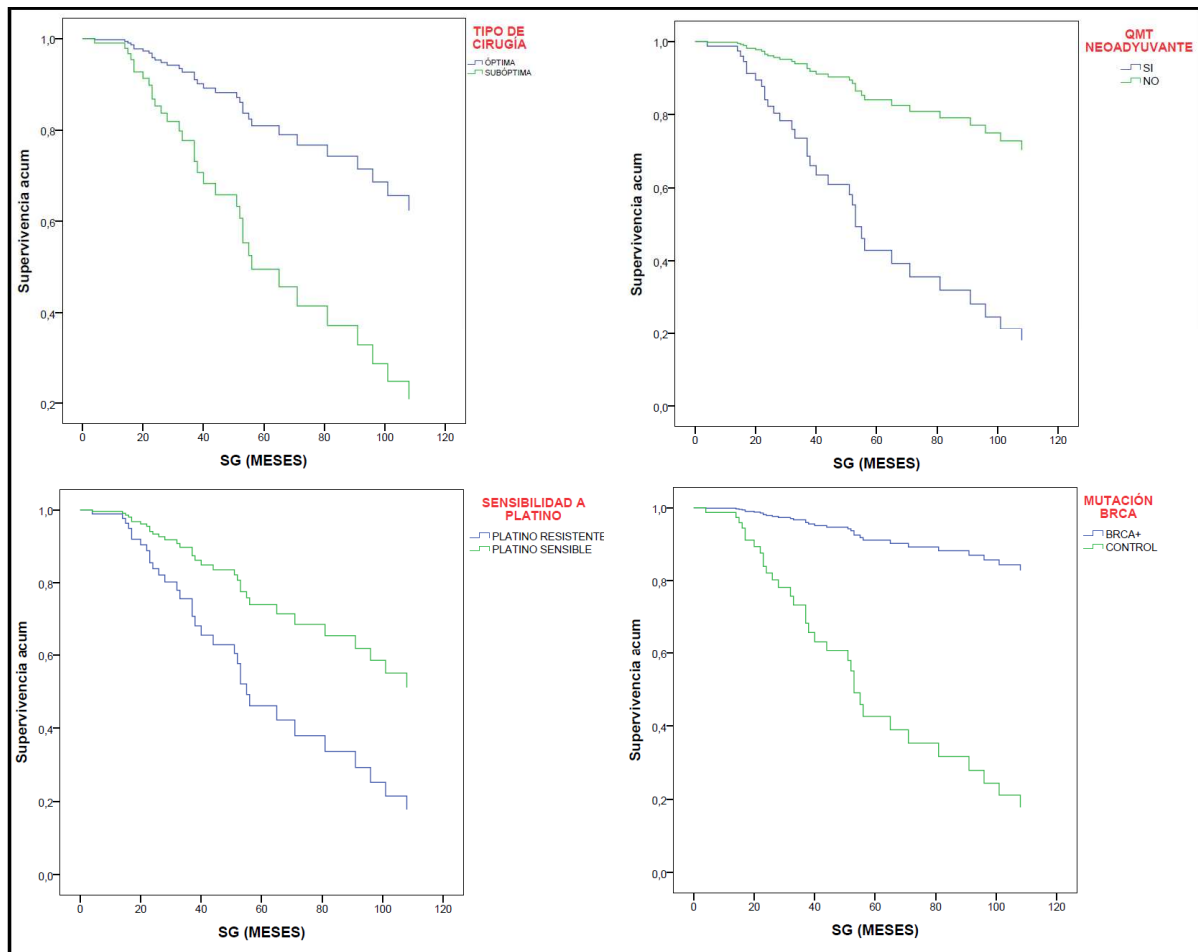 TIPO DE
CIRUGÍA
ÓPTIMA
SUBÓPTIMA
Supervivencia acum
1,0
0,8
0,6
0,4
0,2
0 20 40 60 80 100 120
SG (MESES)
QMT
NEOADYUVANTE
SI
NO
Supervivencia acum
1,0
0,8
0,6
0,4
0,2
0,0
0 20 40 60 80 100 120
SG (MESES)
SENSIBILIDAD A
PLATINO
PLATINO RESISTENTE
PLATINO SENSIBLE
Supervivencia acum
1,0
0,8
0,6
0,4
0,2
0,0
0 20 40 60 80 100 120
SG (MESES)
MUTACIÓN
BRCA
BRCA+
CONTROL
Supervivencia acum
1,0
0,8
0,6
0,4
0,2
0,0
0 20 40 60 80 100 120
SG (MESES)